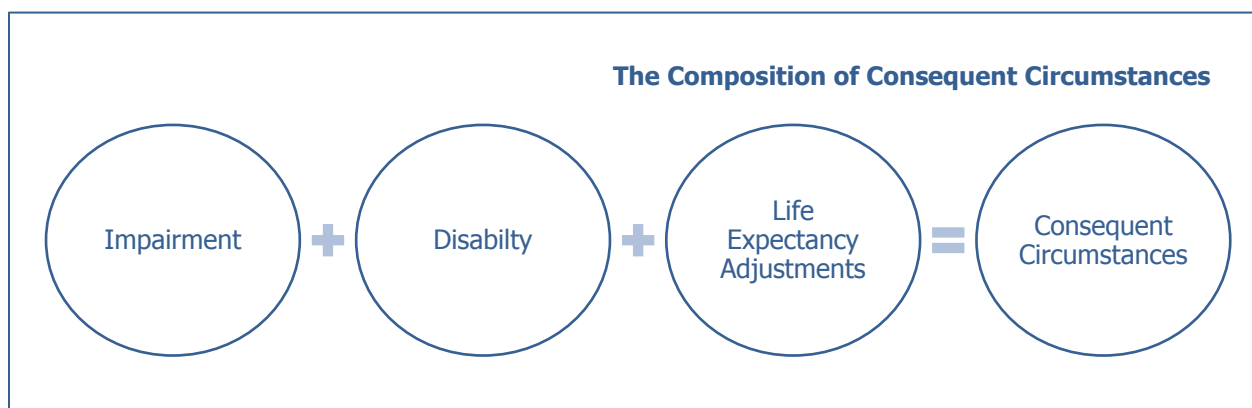 The Composition of Consequent Circumstances
Impairment
+
Disabilty
+
Life
Expectancy
Adjustments
=
Consequent
Circumstances